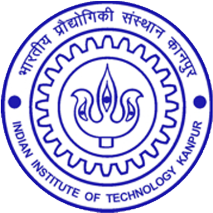 भारतीय प्रौद्योगिकी संस्थान कानपुर
INDIAN INSTITUTE OF TECHNOLOGY KANPUR